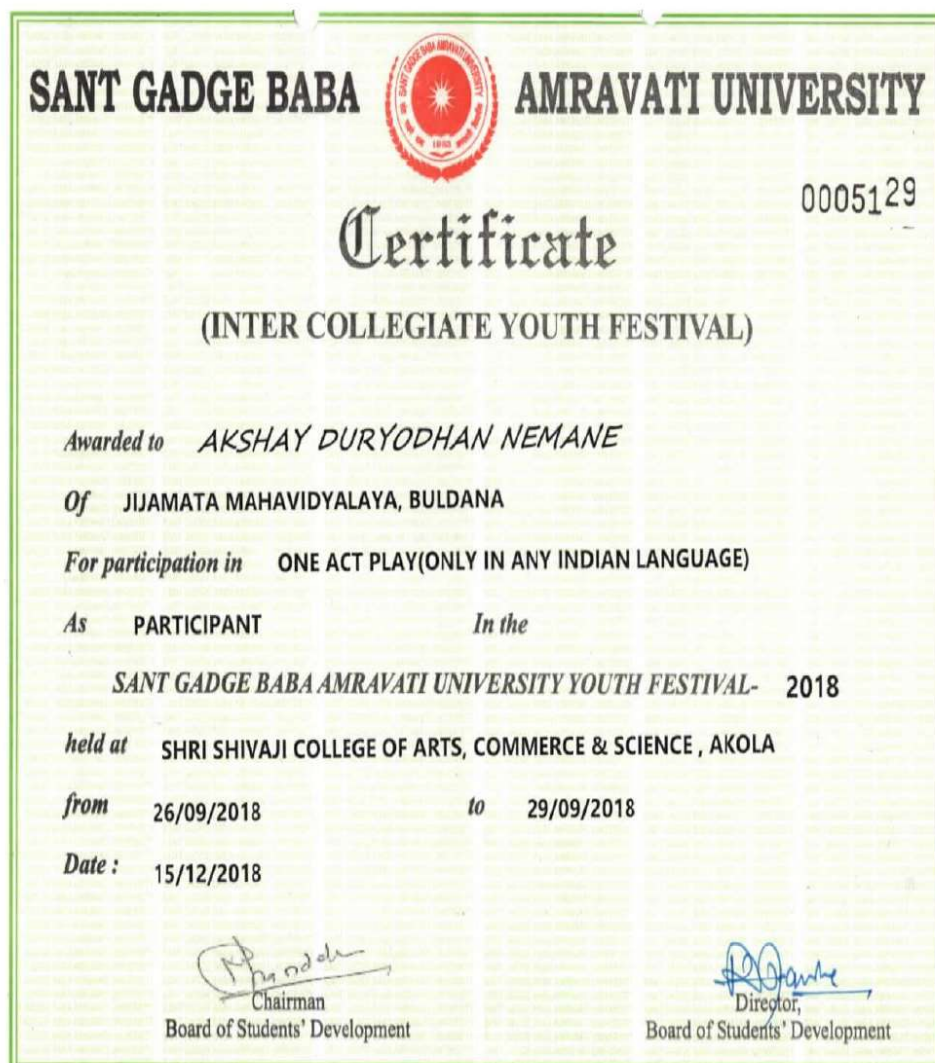 SANT GADGE BABA AMRAVATI UNIVERSITY
0005129
Certificate
(INTER COLLEGIATE YOUTH FESTIVAL)
Awarded to AKSHAY DURYODHAN NEMANE
Of JIJAMATA MAHAVIDYALAYA, BULDANA
For participation in ONE ACT PLAY(ONLY IN ANY INDIAN LANGUAGE)
As PARTICIPANT In the
SANT GADGE BABA AMRAVATI UNIVERSITY YOUTH FESTIVAL- 2018
held at SHRI SHIVAJI COLLEGE OF ARTS, COMMERCE & SCIENCE , AKOLA
from 26/09/2018 to 29/09/2018
Date : 15/12/2018
Chairman
Board of Students' Development
Director,
Board of Students' Development